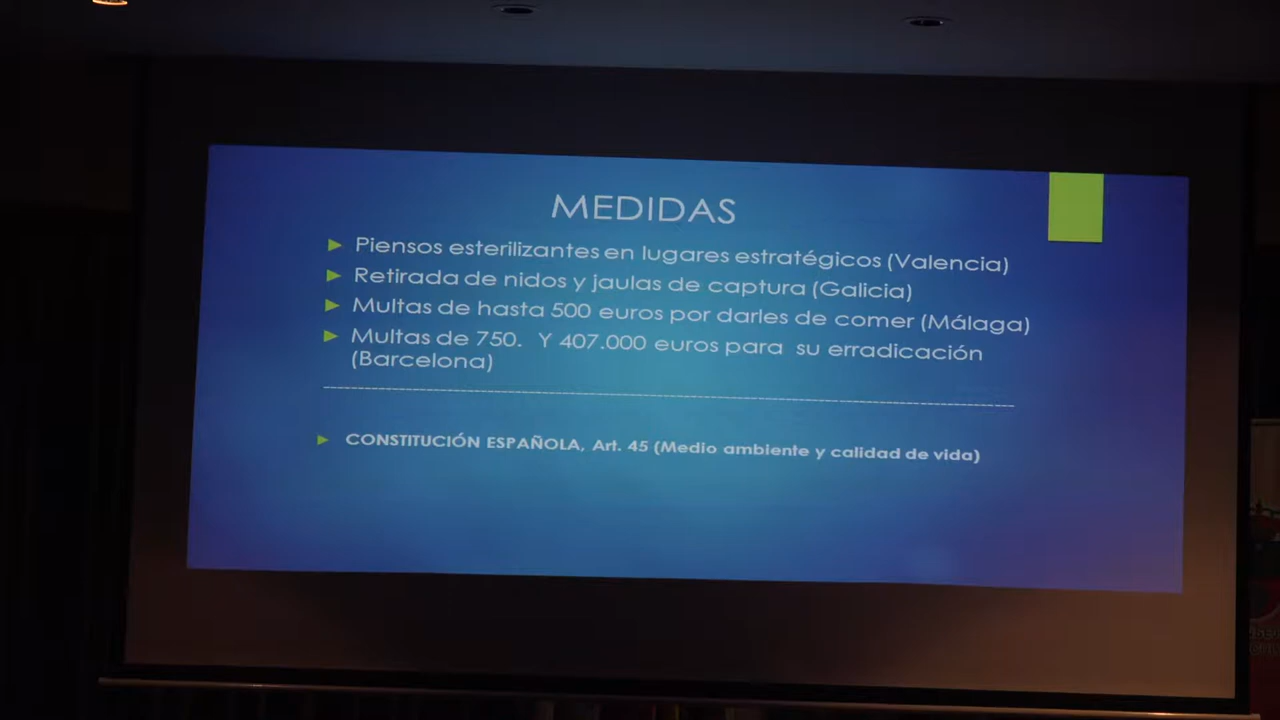 MEDIDAS
Piensos esterilizantes en lugares estratégicos (Valencia)
Retirada de nidos y jaulas de captura (Galicia)
Multas de hasta 500 euros por darles de comer (Málaga)
Multas de 750. Y 407.000 euros para su erradicación
(Barcelona)
CONSTITUCIÓN ESPAÑOLA, Art. 45 (Medio ambiente y calidad de vida)